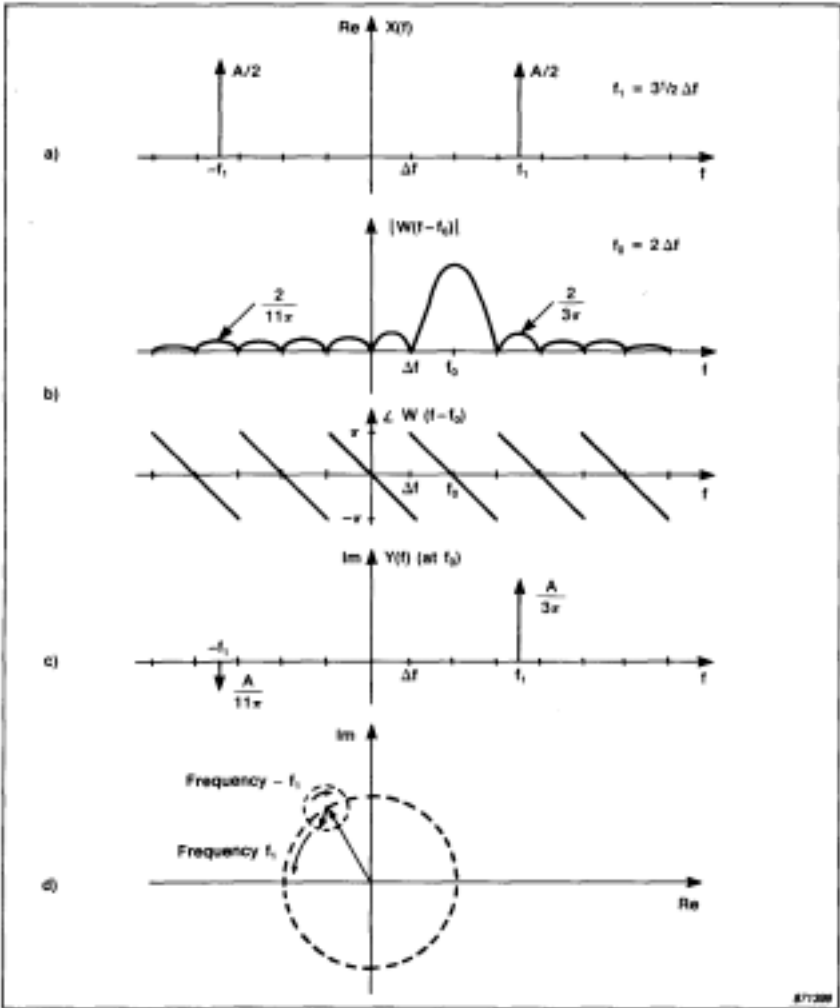 Re X(f)
A/2 A/2
f₁ = 3¹/₂ Δf
a)
−f₁ Δf f₁ f
|W(f−f₀)|
f₀ = 2 Δf
2/11π 2/3π
Δf f₀ f
b)
∠ W (f−f₀)
π
Δf f₀ f
−π
Im Y(f) (at f₀)
A/3π
−f₁
c)
Δf f₁ f
A/11π
Im
Frequency − f₁
Frequency f₁
d)
Re